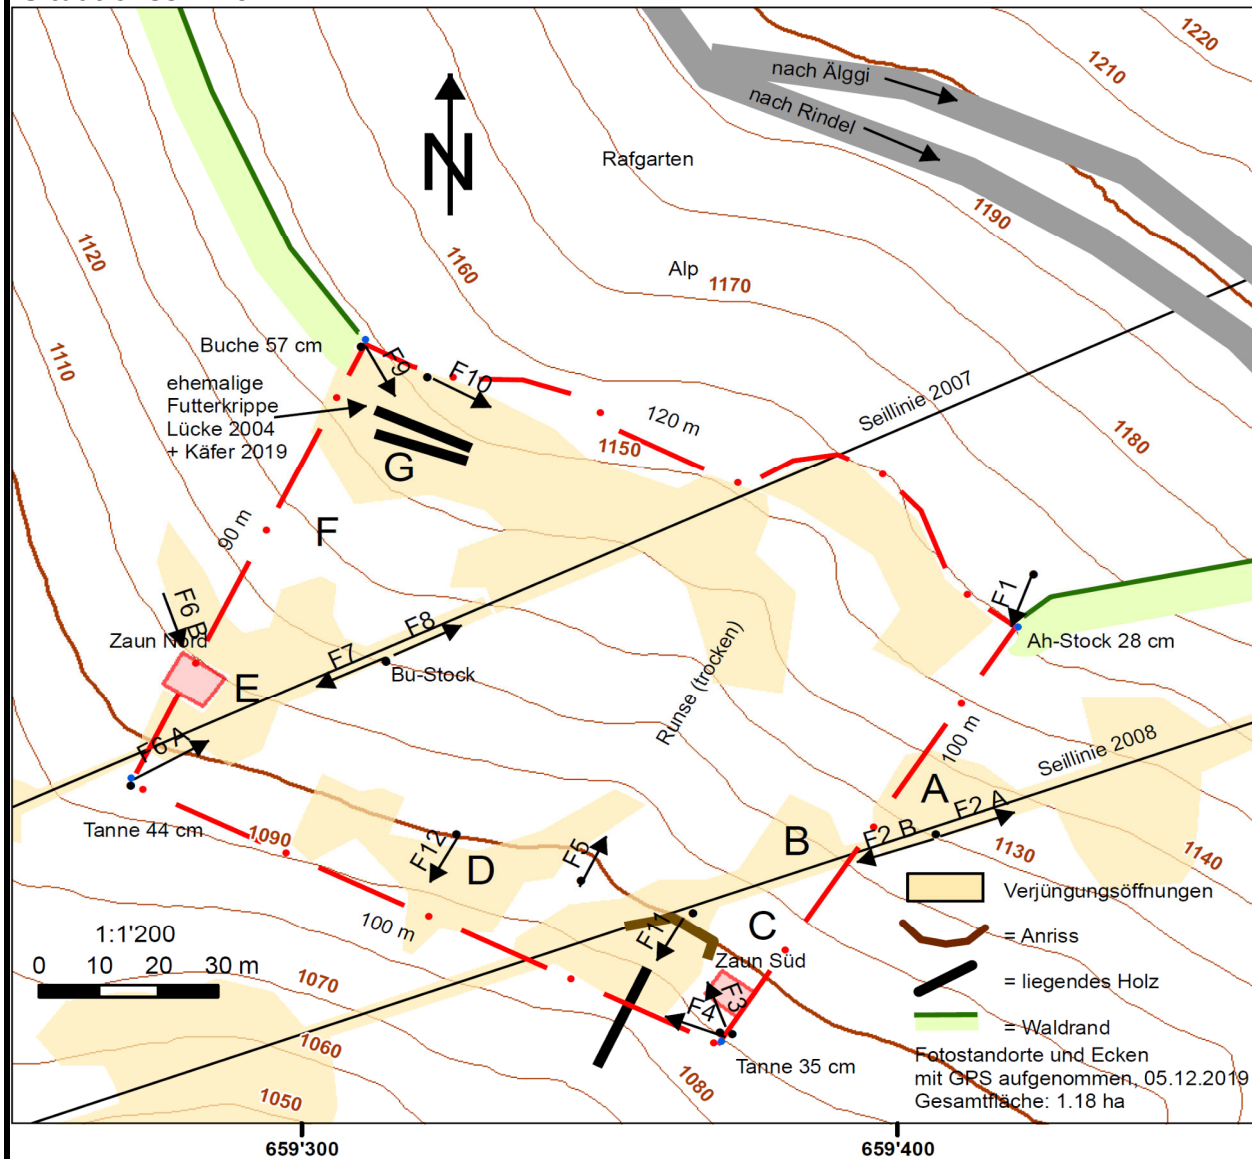 1220
1210
nach Älggi
nach Rindel
N
Rafgarten
1190
1120
1160
Alp
1170
1110
Buche 57 cm
F9
F10
ehemalige
Futterkrippe
Lücke 2004
+ Käfer 2019
Seillinie 2007
120 m
1150
1180
G
90 m
F
F6 B
F1
Zaun Nord
F8
F7
Bu-Stock
Ah-Stock 28 cm
E
Runse (trocken)
F6 A
100 m
Seillinie 2008
A
F2 A
Tanne 44 cm
1090
F12
F5
B
F2 B
1130
1140
D
Verjüngungsöffnungen
100 m
F11
C
= Anriss
1:1'200
Zaun Süd
0 10 20 30 m
1070
F3
= liegendes Holz
F4
= Waldrand
1060
Tanne 35 cm
Fotostandorte und Ecken
mit GPS aufgenommen, 05.12.2019
Gesamtfläche: 1.18 ha
1080
1050
659'300
659'400